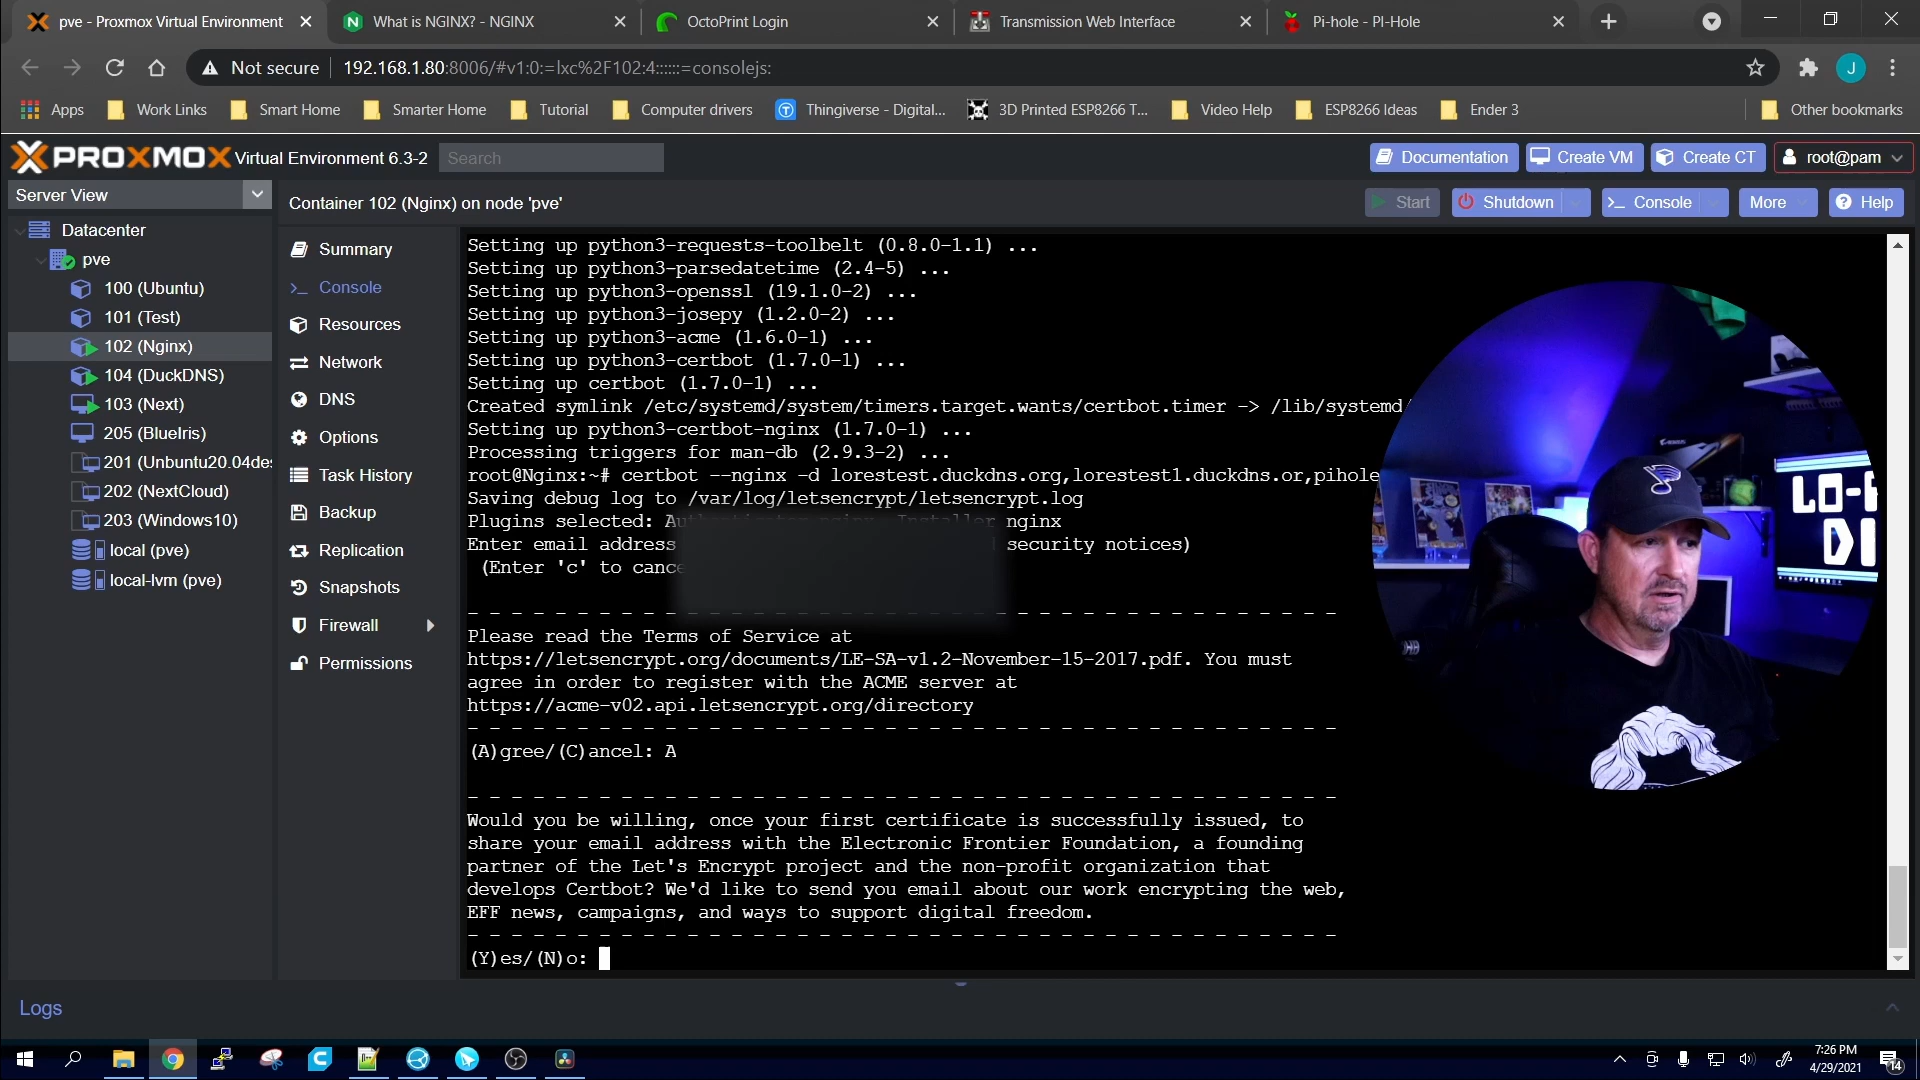 pve - Proxmox Virtual Environment
What is NGINX? - NGINX
OctoPrint Login
Transmission Web Interface
Pi-hole - PI-Hole
Not secure
192.168.1.80:8006/#v1:0:=lxc%2F102:4::::::=consolejs:
J
Apps
Work Links
Smart Home
Smarter Home
Tutorial
Computer drivers
Thingiverse - Digital...
3D Printed ESP8266 T...
Video Help
ESP8266 Ideas
Ender 3
Other bookmarks
PROXMOX Virtual Environment 6.3-2
Search
Documentation
Create VM
Create CT
root@pam
Server View
Container 102 (Nginx) on node 'pve'
Start
Shutdown
Console
More
Help
Datacenter
pve
100 (Ubuntu)
101 (Test)
102 (Nginx)
104 (DuckDNS)
103 (Next)
205 (BlueIris)
201 (Unbuntu20.04des
202 (NextCloud)
203 (Windows10)
local (pve)
local-lvm (pve)
Summary
Console
Resources
Network
DNS
Options
Task History
Backup
Replication
Snapshots
Firewall
Permissions
Setting up python3-requests-toolbelt (0.8.0-1.1) ...
Setting up python3-parsedatetime (2.4-5) ...
Setting up python3-openssl (19.1.0-2) ...
Setting up python3-josepy (1.2.0-2) ...
Setting up python3-acme (1.6.0-1) ...
Setting up python3-certbot (1.7.0-1) ...
Setting up certbot (1.7.0-1) ...
Created symlink /etc/systemd/system/timers.target.wants/certbot.timer -> /lib/systemd/
Setting up python3-certbot-nginx (1.7.0-1) ...
Processing triggers for man-db (2.9.3-2) ...
root@Nginx:~# certbot --nginx -d lorestest.duckdns.org,lorestest1.duckdns.or,pihole
Saving debug log to /var/log/letsencrypt/letsencrypt.log
Plugins selected: Authenticator nginx, Installer nginx
Enter email address security notices)
(Enter 'c' to cance
- - - - - - - - - - - - - - - - - - - - - - - - - - - - - - - - - - - - - - - -
Please read the Terms of Service at
https://letsencrypt.org/documents/LE-SA-v1.2-November-15-2017.pdf. You must
agree in order to register with the ACME server at
https://acme-v02.api.letsencrypt.org/directory
- - - - - - - - - - - - - - - - - - - - - - - - - - - - - - - - - - - - - - - -
(A)gree/(C)ancel: A
- - - - - - - - - - - - - - - - - - - - - - - - - - - - - - - - - - - - - - - -
Would you be willing, once your first certificate is successfully issued, to
share your email address with the Electronic Frontier Foundation, a founding
partner of the Let's Encrypt project and the non-profit organization that
develops Certbot? We'd like to send you email about our work encrypting the web,
EFF news, campaigns, and ways to support digital freedom.
- - - - - - - - - - - - - - - - - - - - - - - - - - - - - - - - - - - - - - - -
(Y)es/(N)o:
LO-
DI
Logs
7:26 PM
4/29/2021
14